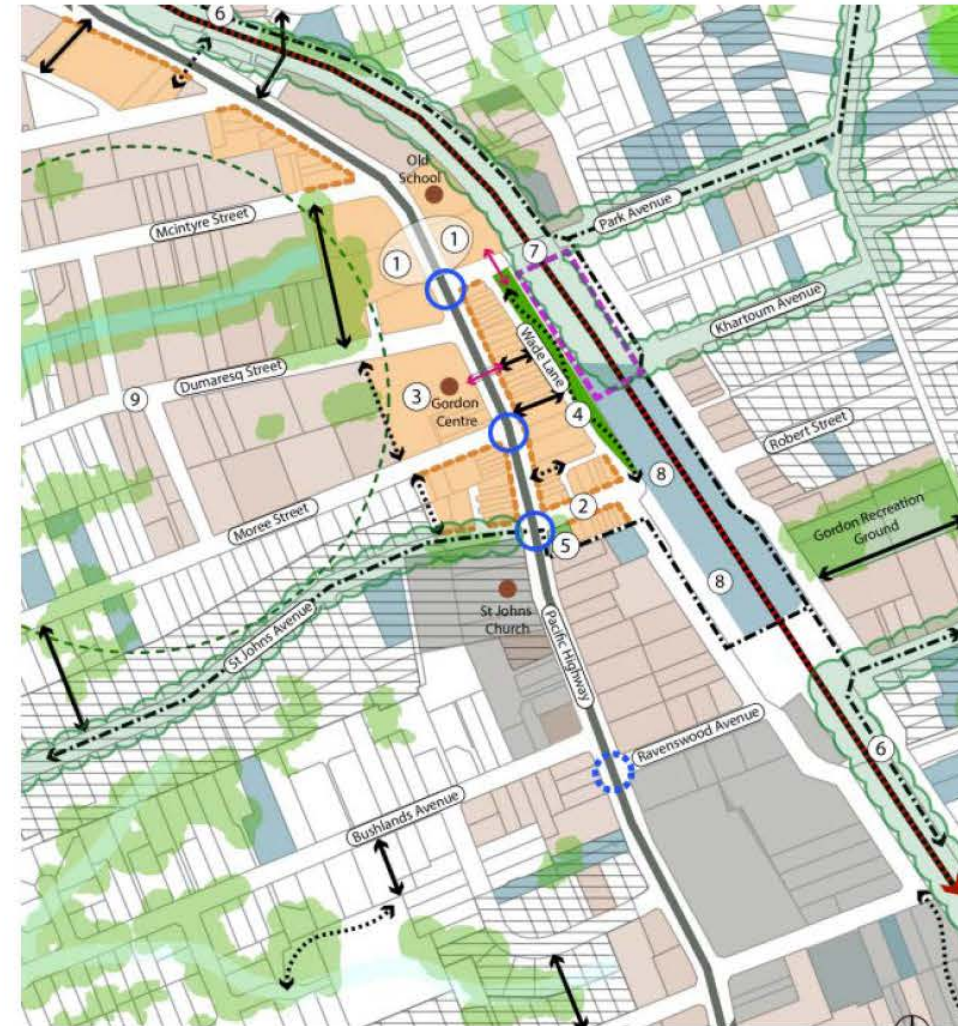 6
Old
School
McIntyre Street
Park Avenue
1
7
1
Khartoum Avenue
Wade Lane
Dumaresq Street
9
3
Gordon
Centre
4
Robert Street
Moree Street
8
2
Gordon Recreation
Ground
5
8
St Johns
Church
St Johns Avenue
Pacific Highway
Ravenswood Avenue
6
Bushlands Avenue